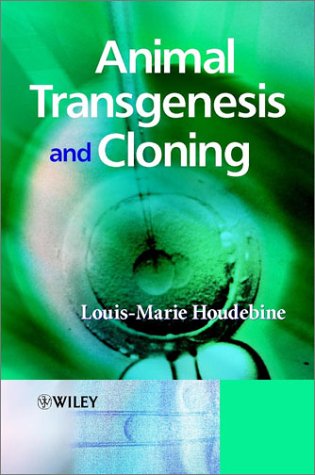 Animal
Transgenesis
and Cloning
Louis-Marie Houdebine
WILEY